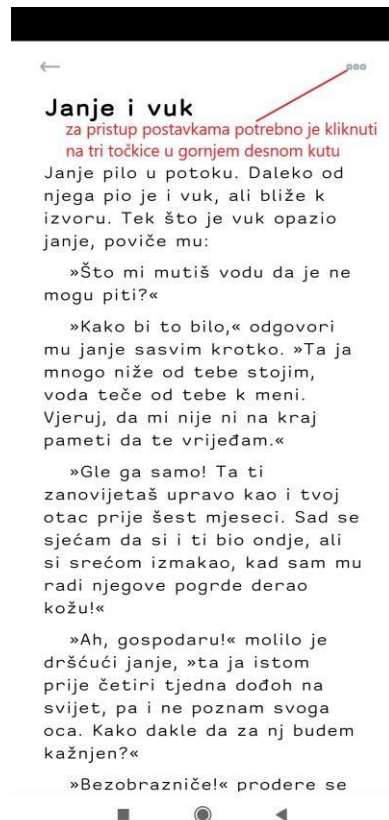 Janje i vuk
za pristup postavkama potrebno je kliknuti
na tri točkice u gornjem desnom kutu
Janje pilo u potoku. Daleko od
njega pio je i vuk, ali bliže k
izvoru. Tek što je vuk opazio
janje, poviče mu:
»Što mi mutiš vodu da je ne
mogu piti?«
»Kako bi to bilo,« odgovori
mu janje sasvim krotko. »Ta ja
mnogo niže od tebe stojim,
voda teče od tebe k meni.
Vjeruj, da mi nije ni na kraj
pameti da te vrijeđam.«
»Gle ga samo! Ta ti
zanovijetaš upravo kao i tvoj
otac prije šest mjeseci. Sad se
sjećam da si i ti bio ondje, ali
si srećom izmakao, kad sam mu
radi njegove pogrde derao
kožu!«
»Ah, gospodaru!« molilo je
dršćući janje, »ta ja istom
prije četiri tjedna dođoh na
svijet, pa i ne poznam svoga
oca. Kako dakle da za nj budem
kažnjen?«
»Bezobrazniče!« prodere se